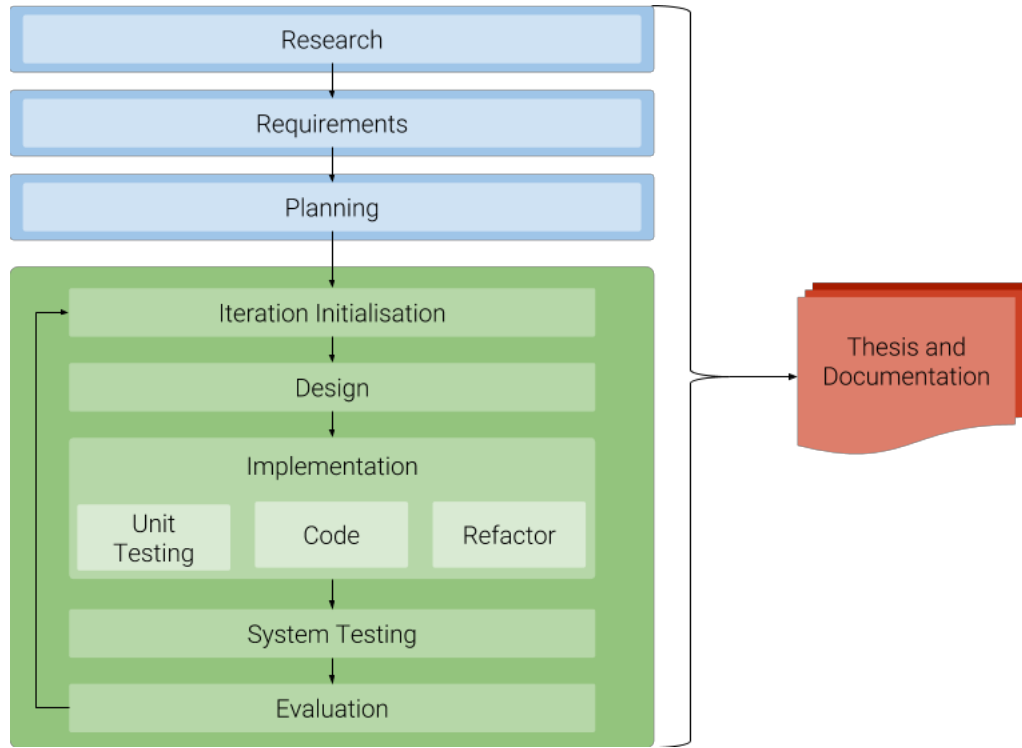 Research
Requirements
Planning
Iteration Initialisation
Design
Implementation
Unit
Testing
Code
Refactor
System Testing
Evaluation
Thesis and
Documentation